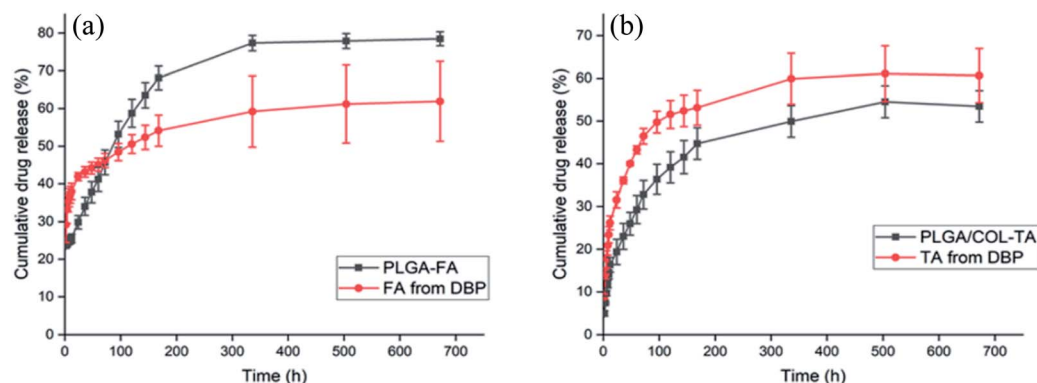 (a)
Cumulative drug release (%)
80
70
60
50
40
30
20
10
0
PLGA-FA
FA from DBP
0 100 200 300 400 500 600 700
Time (h)
(b)
Cumulative drug release (%)
70
60
50
40
30
20
10
0
PLGA/COL-TA
TA from DBP
0 100 200 300 400 500 600 700
Time (h)